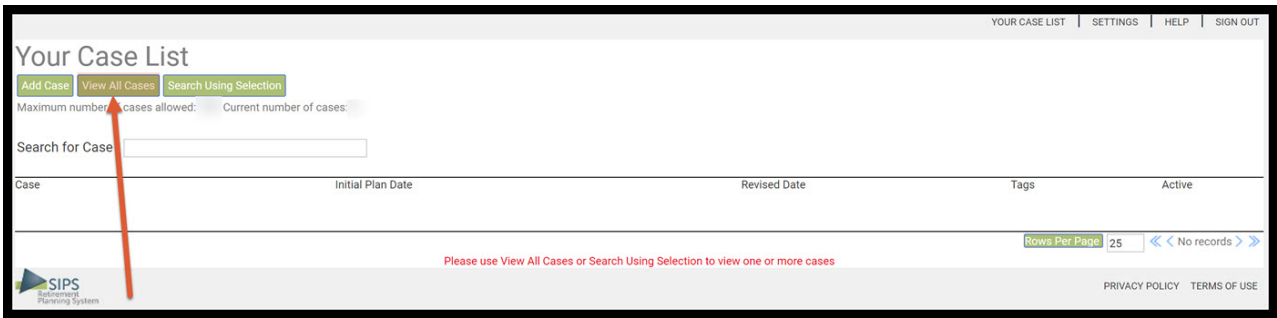 YOUR CASE LIST | SETTINGS | HELP | SIGN OUT
Your Case List
Add Case View All Cases Search Using Selection
Maximum number of cases allowed: Current number of cases:
Search for Case
Case Initial Plan Date Revised Date Tags Active
Rows Per Page 25 No records
Please use View All Cases or Search Using Selection to view one or more cases
SIPS
Retirement
Planning System
PRIVACY POLICY TERMS OF USE